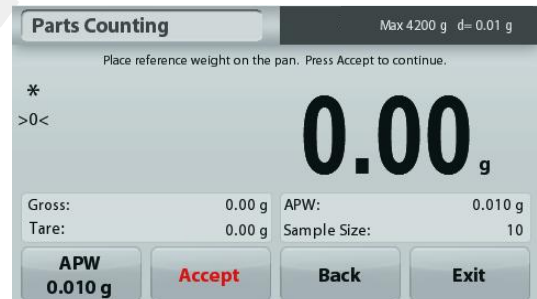 Parts Counting Max 4200 g d= 0.01 g
Place reference weight on the pan. Press Accept to continue.
*
>0<
0.00 g
Gross: 0.00 g APW: 0.010 g
Tare: 0.00 g Sample Size: 10
APW
0.010 g
Accept
Back
Exit